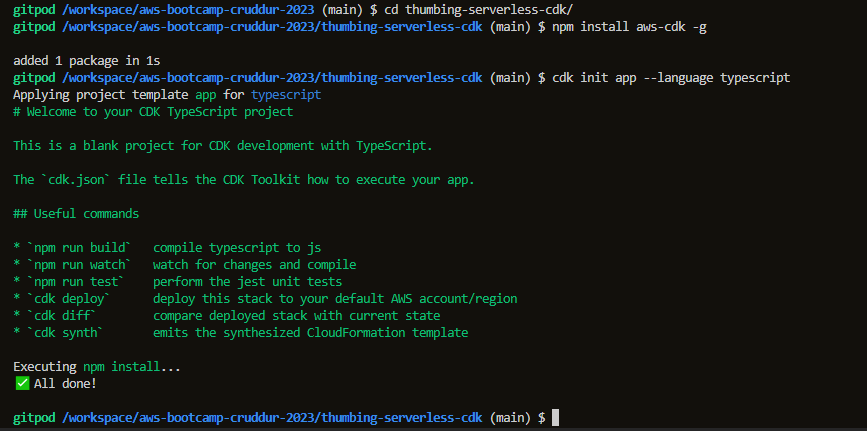 gitpod /workspace/aws-bootcamp-cruddur-2023 (main) $ cd thumbing-serverless-cdk/
gitpod /workspace/aws-bootcamp-cruddur-2023/thumbing-serverless-cdk (main) $ npm install aws-cdk -g
added 1 package in 1s
gitpod /workspace/aws-bootcamp-cruddur-2023/thumbing-serverless-cdk (main) $ cdk init app --language typescript
Applying project template app for typescript
# Welcome to your CDK TypeScript project
This is a blank project for CDK development with TypeScript.
The `cdk.json` file tells the CDK Toolkit how to execute your app.
## Useful commands
* `npm run build`   compile typescript to js
* `npm run watch`   watch for changes and compile
* `npm run test`    perform the jest unit tests
* `cdk deploy`      deploy this stack to your default AWS account/region
* `cdk diff`        compare deployed stack with current state
* `cdk synth`       emits the synthesized CloudFormation template
Executing npm install...
✅ All done!
gitpod /workspace/aws-bootcamp-cruddur-2023/thumbing-serverless-cdk (main) $